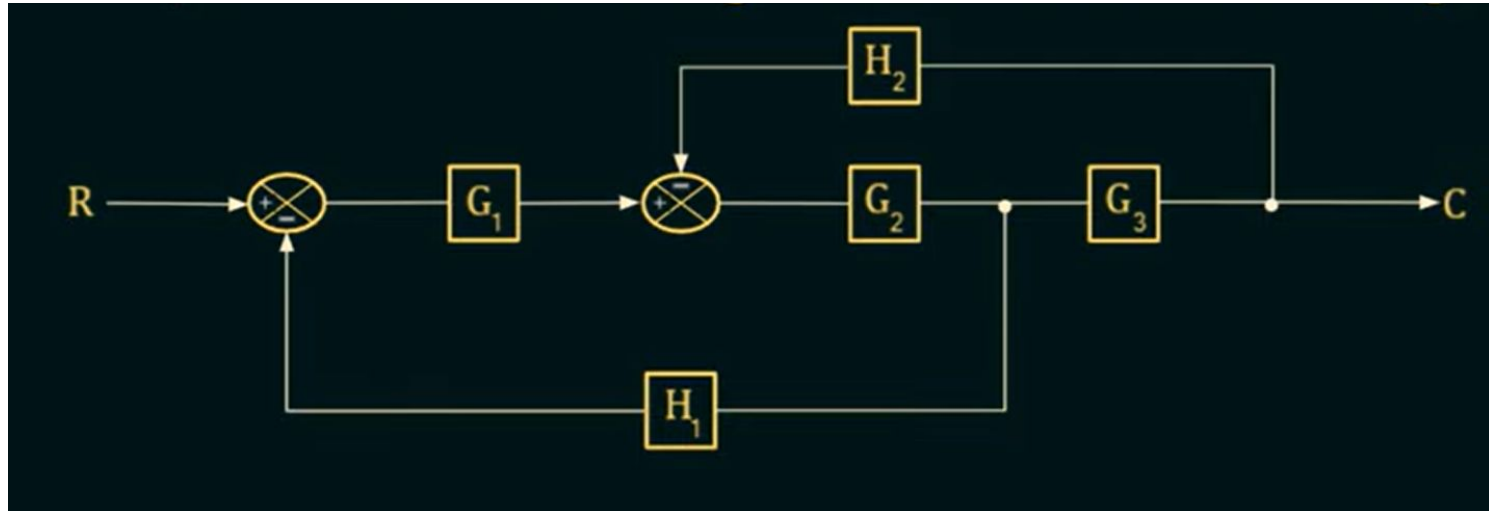 H₂
R + − G₁ + − G₂ G₃ C
H₁